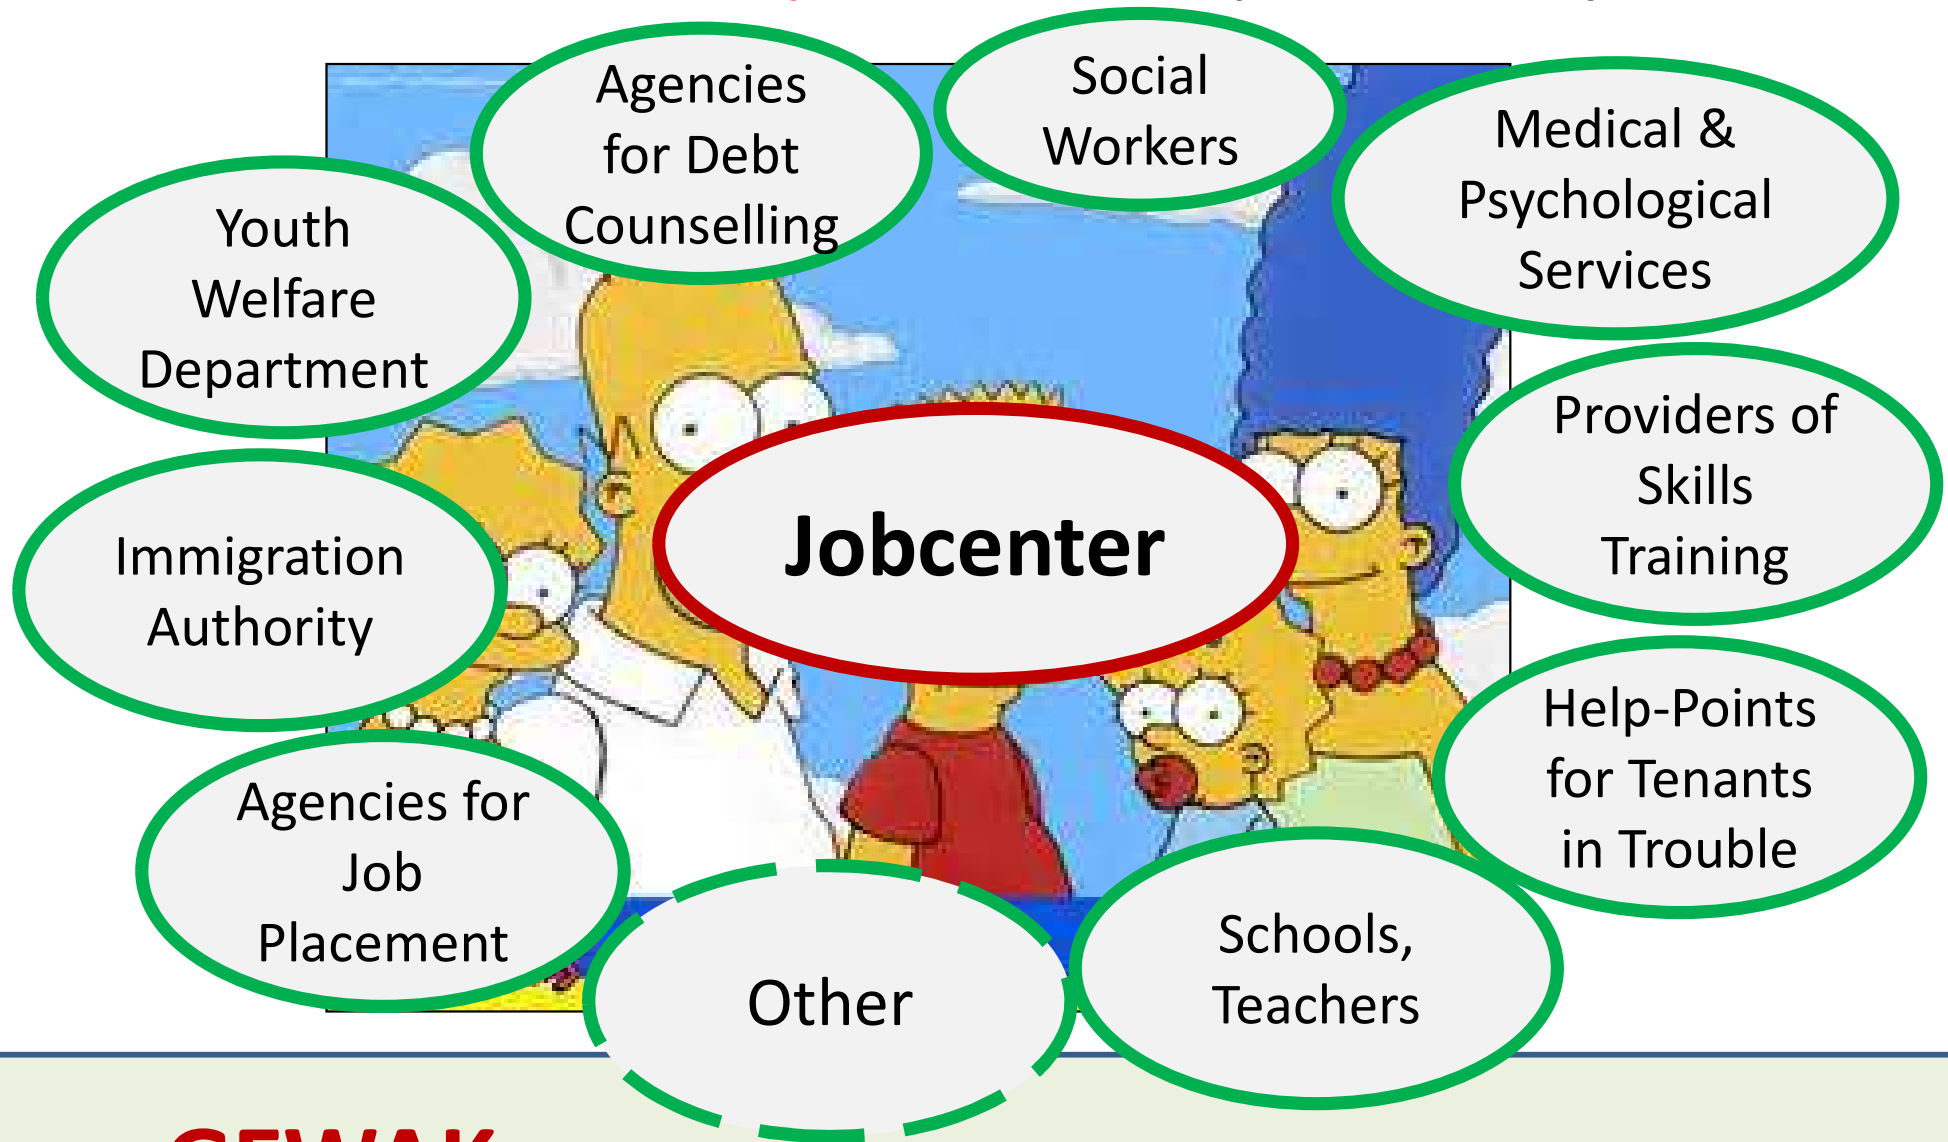 Agencies
for Debt
Counselling
Social
Workers
Medical &
Psychological
Services
Youth
Welfare
Department
Providers of
Skills
Training
Jobcenter
Immigration
Authority
Help-Points
for Tenants
in Trouble
Agencies for
Job
Placement
Schools,
Teachers
Other
GEWAK